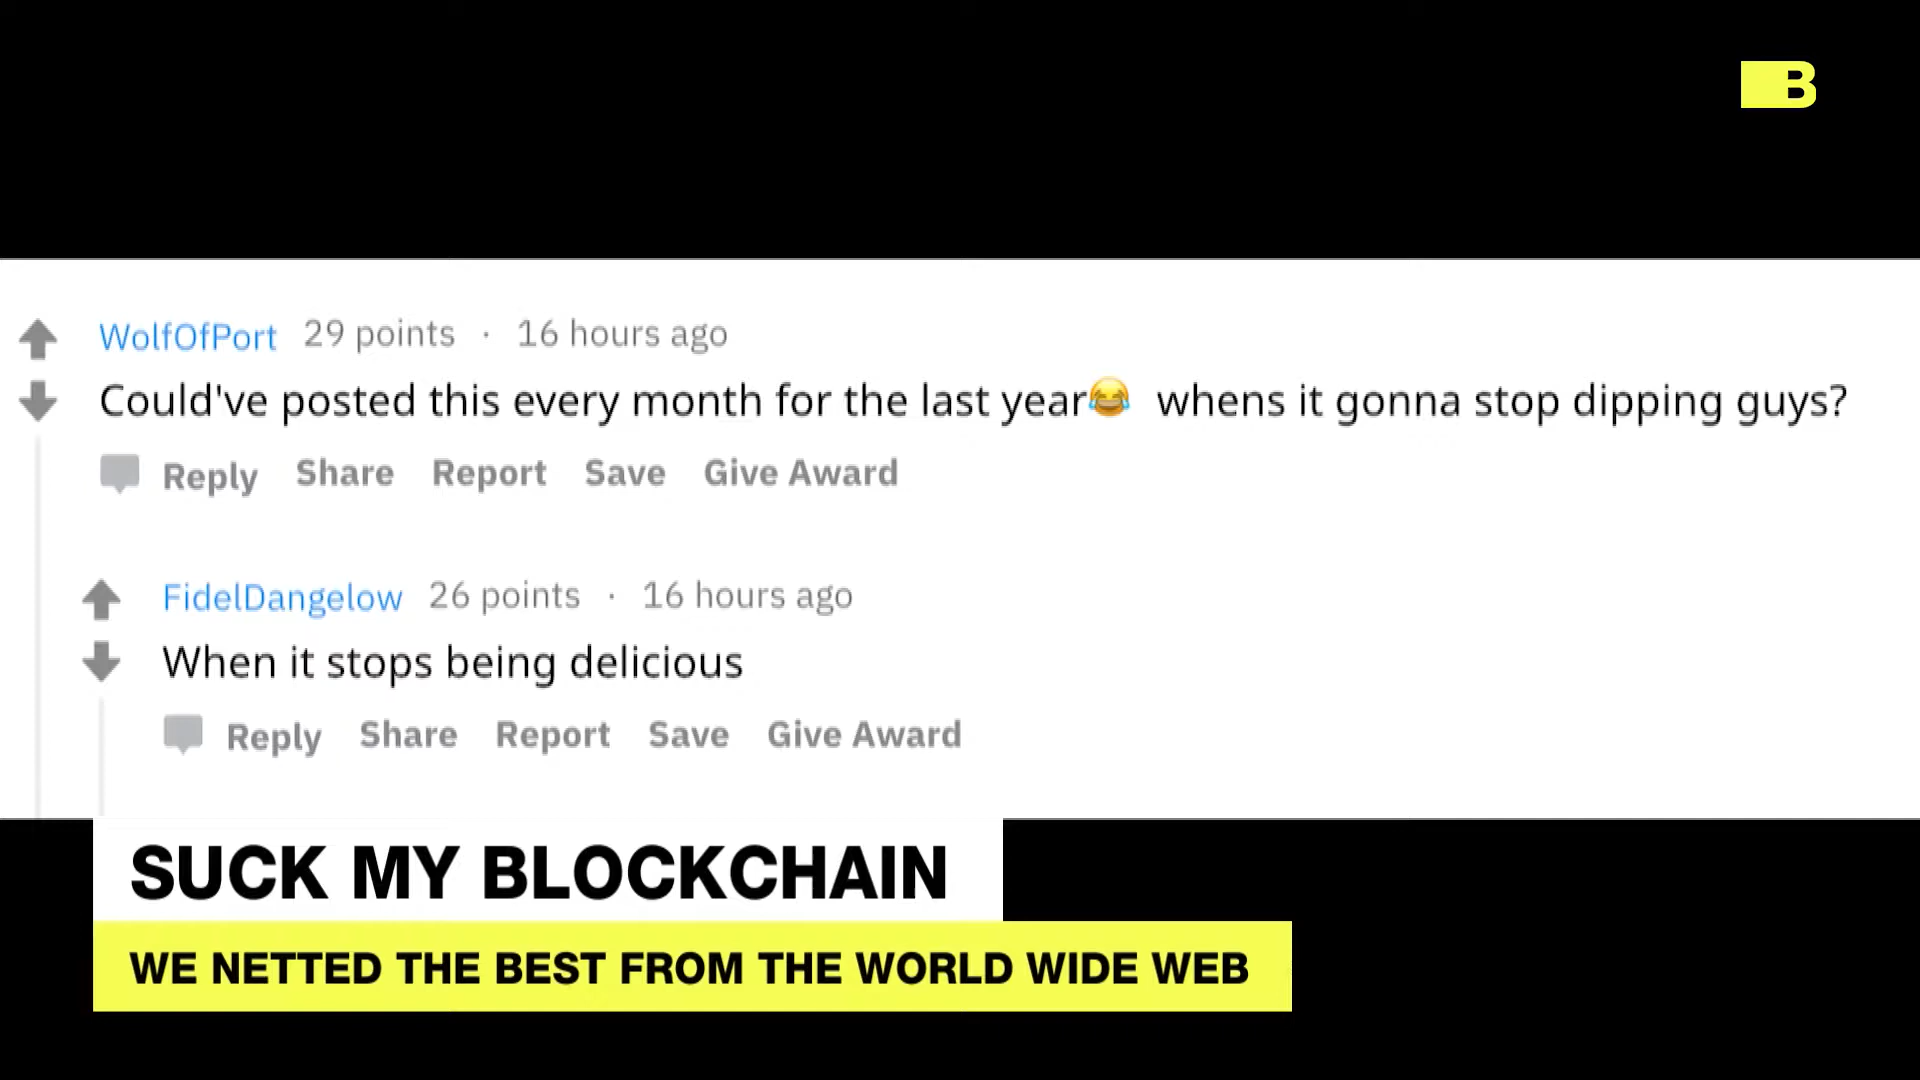 B
WolfOfPort 29 points · 16 hours ago
Could've posted this every month for the last year😂 whens it gonna stop dipping guys?
Reply Share Report Save Give Award
FidelDangelow 26 points · 16 hours ago
When it stops being delicious
Reply Share Report Save Give Award
SUCK MY BLOCKCHAIN
WE NETTED THE BEST FROM THE WORLD WIDE WEB